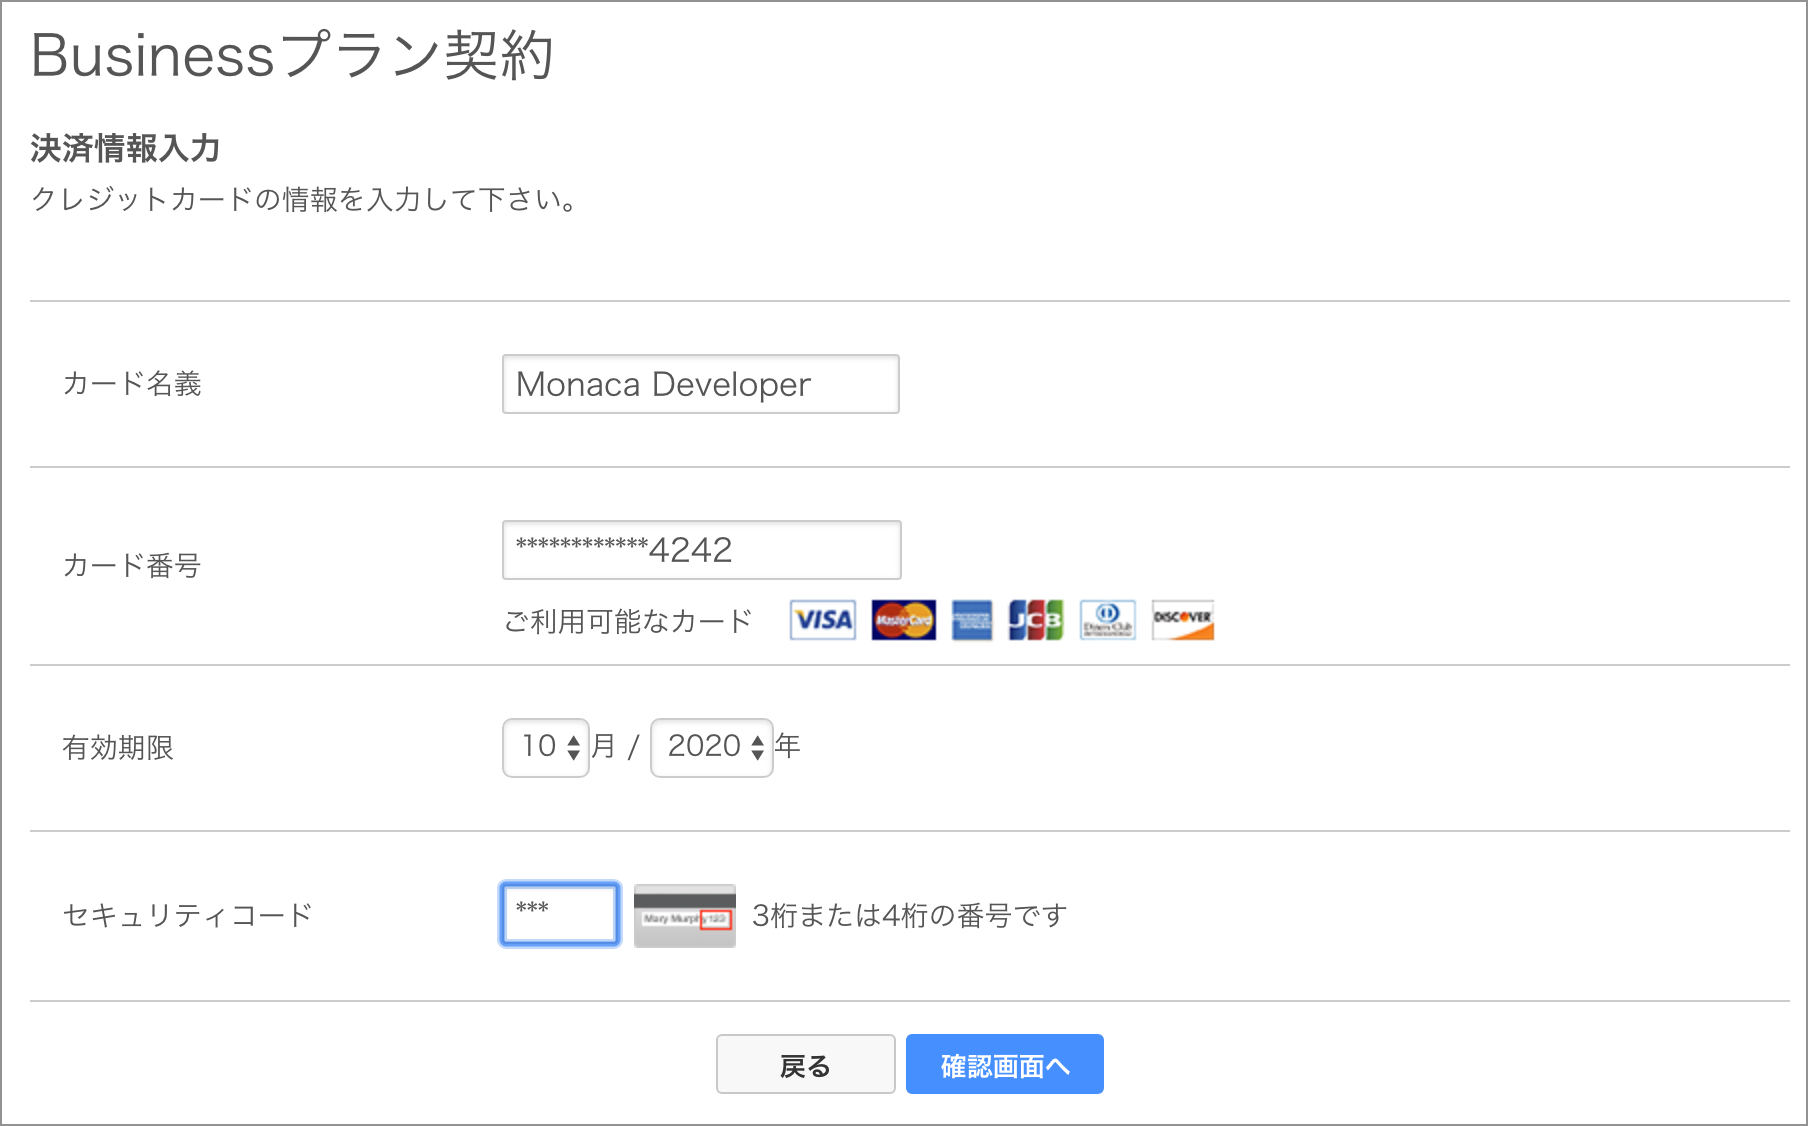 Businessプラン契約
決済情報入力
クレジットカードの情報を入力して下さい。
カード名義 Monaca Developer
カード番号 ************4242
ご利用可能なカード VISA MasterCard JCB Diners Club DISCOVER
有効期限 10 月 / 2020 年
セキュリティコード *** Mary Murphy 123 3桁または4桁の番号です
戻る 確認画面へ